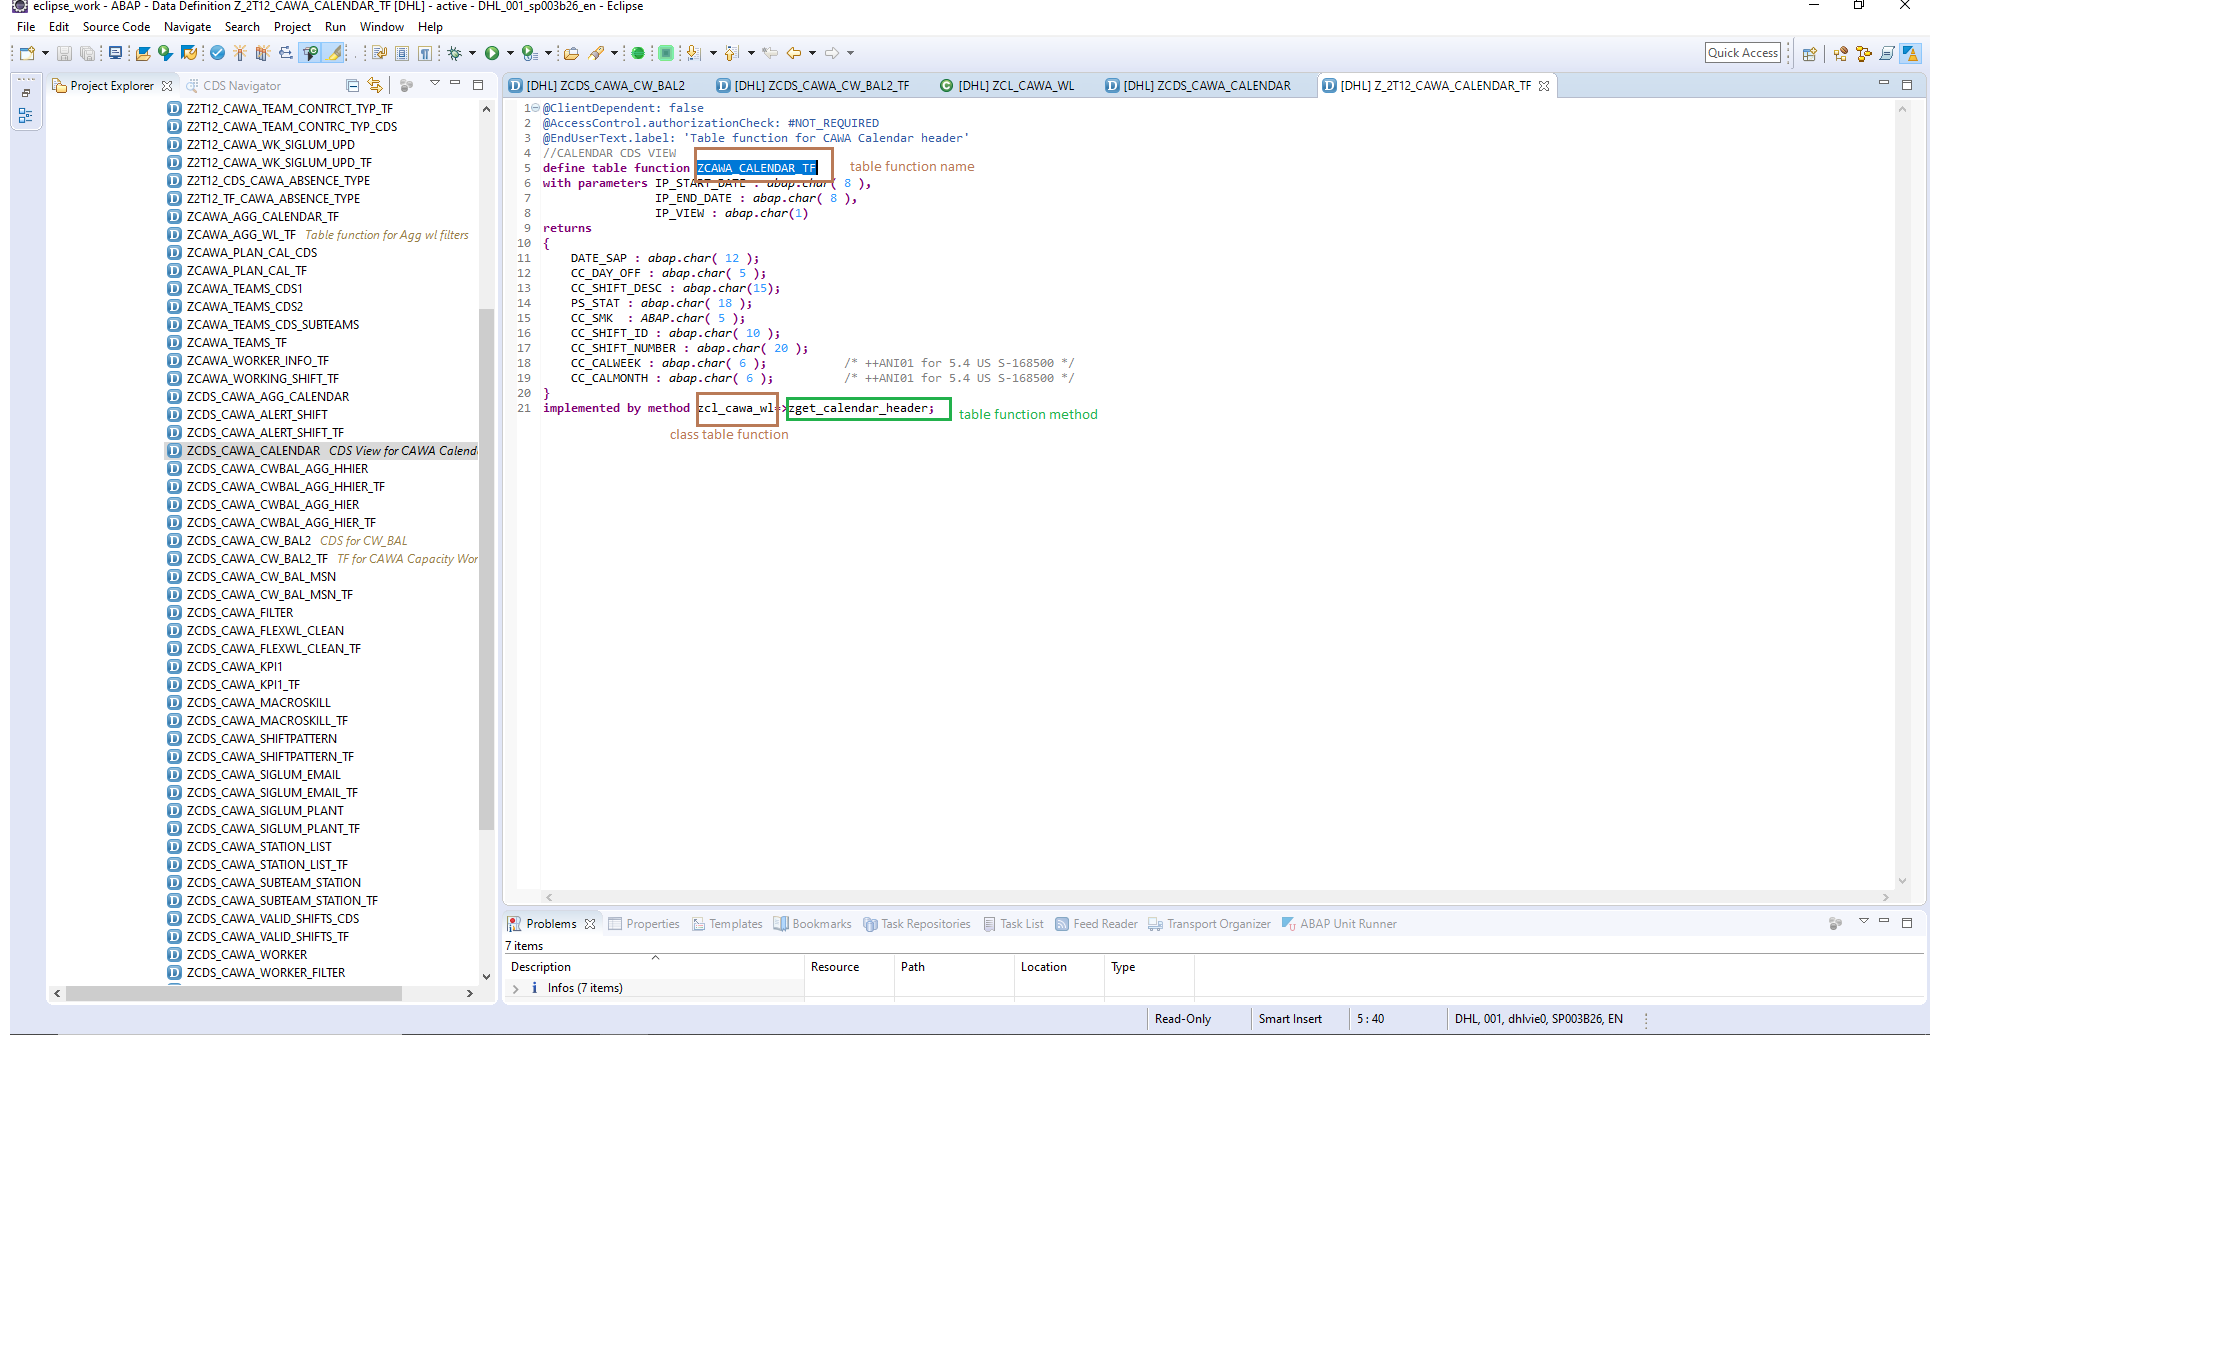 eclipse_work - ABAP - Data Definition Z_2T12_CAWA_CALENDAR_TF [DHL] - active - DHL_001_sp003b26_en - Eclipse
File Edit Source Code Navigate Search Project Run Window Help
Quick Access
Project Explorer CDS Navigator
Z2T12_CAWA_TEAM_CONTRCT_TYP_TF
Z2T12_CAWA_TEAM_CONTRC_TYP_CDS
Z2T12_CAWA_WK_SIGLUM_UPD
Z2T12_CAWA_WK_SIGLUM_UPD_TF
Z2T12_CDS_CAWA_ABSENCE_TYPE
Z2T12_TF_CAWA_ABSENCE_TYPE
ZCAWA_AGG_CALENDAR_TF
ZCAWA_AGG_WL_TF Table function for Agg wl filters
ZCAWA_PLAN_CAL_CDS
ZCAWA_PLAN_CAL_TF
ZCAWA_TEAMS_CDS1
ZCAWA_TEAMS_CDS2
ZCAWA_TEAMS_CDS_SUBTEAMS
ZCAWA_TEAMS_TF
ZCAWA_WORKER_INFO_TF
ZCAWA_WORKING_SHIFT_TF
ZCDS_CAWA_AGG_CALENDAR
ZCDS_CAWA_ALERT_SHIFT
ZCDS_CAWA_ALERT_SHIFT_TF
ZCDS_CAWA_CALENDAR CDS View for CAWA Calend
ZCDS_CAWA_CWBAL_AGG_HHIER
ZCDS_CAWA_CWBAL_AGG_HHIER_TF
ZCDS_CAWA_CWBAL_AGG_HIER
ZCDS_CAWA_CWBAL_AGG_HIER_TF
ZCDS_CAWA_CW_BAL2 CDS for CW_BAL
ZCDS_CAWA_CW_BAL2_TF TF for CAWA Capacity Wor
ZCDS_CAWA_CW_BAL_MSN
ZCDS_CAWA_CW_BAL_MSN_TF
ZCDS_CAWA_FILTER
ZCDS_CAWA_FLEXWL_CLEAN
ZCDS_CAWA_FLEXWL_CLEAN_TF
ZCDS_CAWA_KPI1
ZCDS_CAWA_KPI1_TF
ZCDS_CAWA_MACROSKILL
ZCDS_CAWA_MACROSKILL_TF
ZCDS_CAWA_SHIFTPATTERN
ZCDS_CAWA_SHIFTPATTERN_TF
ZCDS_CAWA_SIGLUM_EMAIL
ZCDS_CAWA_SIGLUM_EMAIL_TF
ZCDS_CAWA_SIGLUM_PLANT
ZCDS_CAWA_SIGLUM_PLANT_TF
ZCDS_CAWA_STATION_LIST
ZCDS_CAWA_STATION_LIST_TF
ZCDS_CAWA_SUBTEAM_STATION
ZCDS_CAWA_SUBTEAM_STATION_TF
ZCDS_CAWA_VALID_SHIFTS_CDS
ZCDS_CAWA_VALID_SHIFTS_TF
ZCDS_CAWA_WORKER
ZCDS_CAWA_WORKER_FILTER
[DHL] ZCDS_CAWA_CW_BAL2 [DHL] ZCDS_CAWA_CW_BAL2_TF [DHL] ZCL_CAWA_WL [DHL] ZCDS_CAWA_CALENDAR [DHL] Z_2T12_CAWA_CALENDAR_TF
1 @ClientDependent: false
2 @AccessControl.authorizationCheck: #NOT_REQUIRED
3 @EndUserText.label: 'Table function for CAWA Calendar header'
4 //CALENDAR CDS VIEW
5 define table function ZCAWA_CALENDAR_TF table function name
6 with parameters IP_START_DATE : abap.char( 8 ),
7 IP_END_DATE : abap.char( 8 ),
8 IP_VIEW : abap.char(1)
9 returns
10 {
11 DATE_SAP : abap.char( 12 );
12 CC_DAY_OFF : abap.char( 5 );
13 CC_SHIFT_DESC : abap.char(15);
14 PS_STAT : abap.char( 18 );
15 CC_SMK : ABAP.char( 5 );
16 CC_SHIFT_ID : abap.char( 10 );
17 CC_SHIFT_NUMBER : abap.char( 20 );
18 CC_CALWEEK : abap.char( 6 ); /* ++ANI01 for 5.4 US S-168500 */
19 CC_CALMONTH : abap.char( 6 ); /* ++ANI01 for 5.4 US S-168500 */
20 }
21 implemented by method zcl_cawa_wl=>zget_calendar_header; table function method
class table function
Problems Properties Templates Bookmarks Task Repositories Task List Feed Reader Transport Organizer ABAP Unit Runner
7 items
Description Resource Path Location Type
Infos (7 items)
Read-Only Smart Insert 5 : 40 DHL, 001, dhlvie0, SP003B26, EN